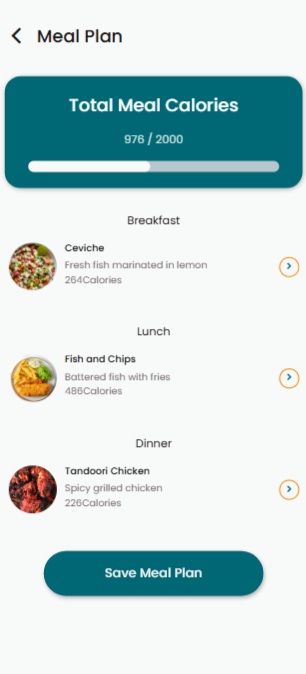 Meal Plan
Total Meal Calories
976 / 2000
Breakfast
Ceviche
Fresh fish marinated in lemon
264Calories
Lunch
Fish and Chips
Battered fish with fries
486Calories
Dinner
Tandoori Chicken
Spicy grilled chicken
226Calories
Save Meal Plan